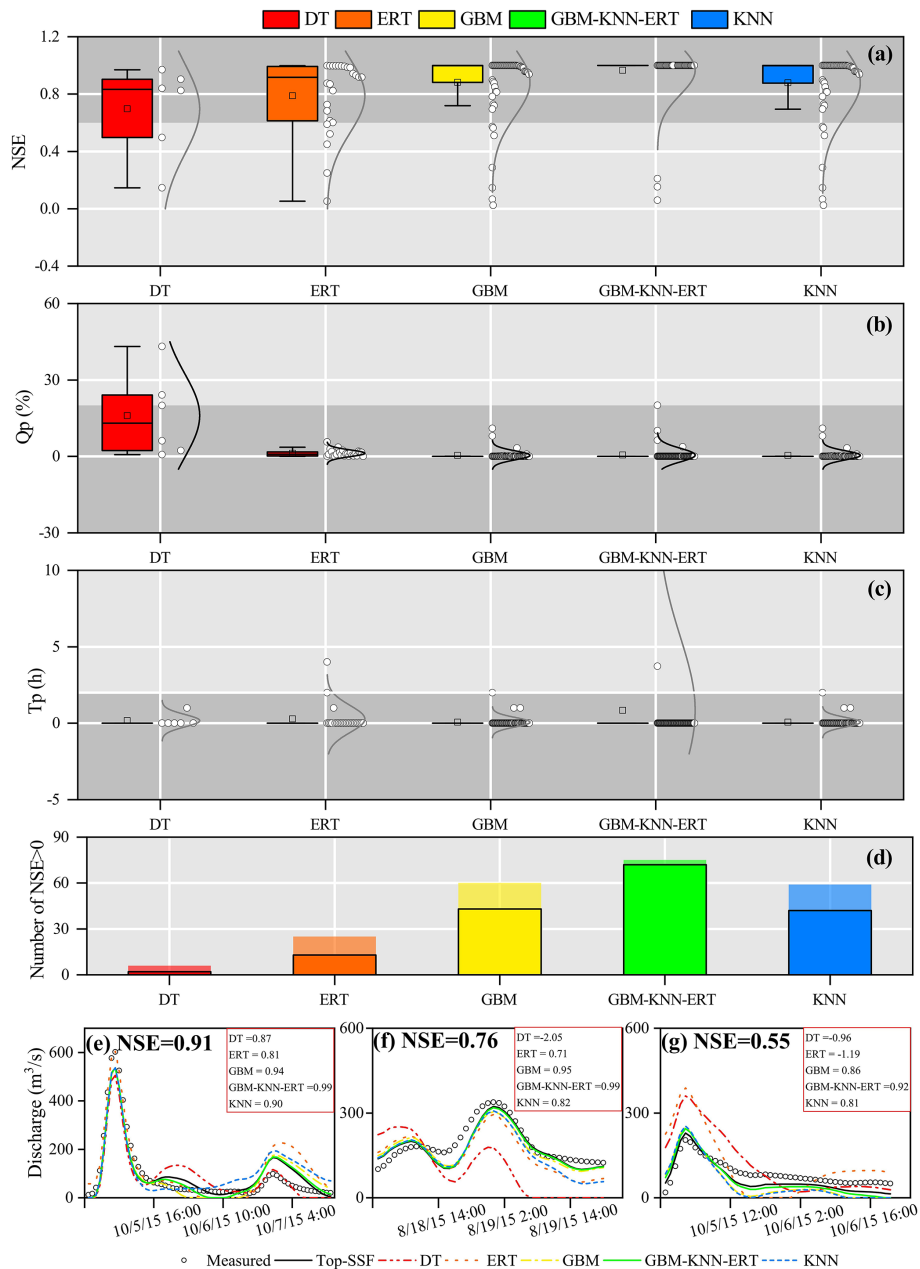 DT ERT GBM GBM-KNN-ERT KNN
(a)
NSE
1.2
0.8
0.4
0.0
-0.4
DT ERT GBM GBM-KNN-ERT KNN
(b)
Qp (%)
60
30
0
-30
DT ERT GBM GBM-KNN-ERT KNN
(c)
Tp (h)
10
5
0
-5
DT ERT GBM GBM-KNN-ERT KNN
(d)
Number of NSE>0
90
60
30
0
DT ERT GBM GBM-KNN-ERT KNN
(e) NSE=0.91
DT =0.87
ERT = 0.81
GBM = 0.94
GBM-KNN-ERT =0.99
KNN = 0.90
Discharge (m³/s)
600
400
200
0
10/5/15 16:00 10/6/15 10:00 10/7/15 4:00
(f) NSE=0.76
DT =-2.05
ERT = 0.71
GBM = 0.95
GBM-KNN-ERT =0.99
KNN = 0.82
600
300
0
8/18/15 14:00 8/19/15 2:00 8/19/15 14:00
(g) NSE=0.55
DT =-0.96
ERT = -1.19
GBM = 0.86
GBM-KNN-ERT =0.92
KNN = 0.81
600
300
0
10/5/15 12:00 10/6/15 2:00 10/6/15 16:00
Measured Top-SSF DT ERT GBM GBM-KNN-ERT KNN